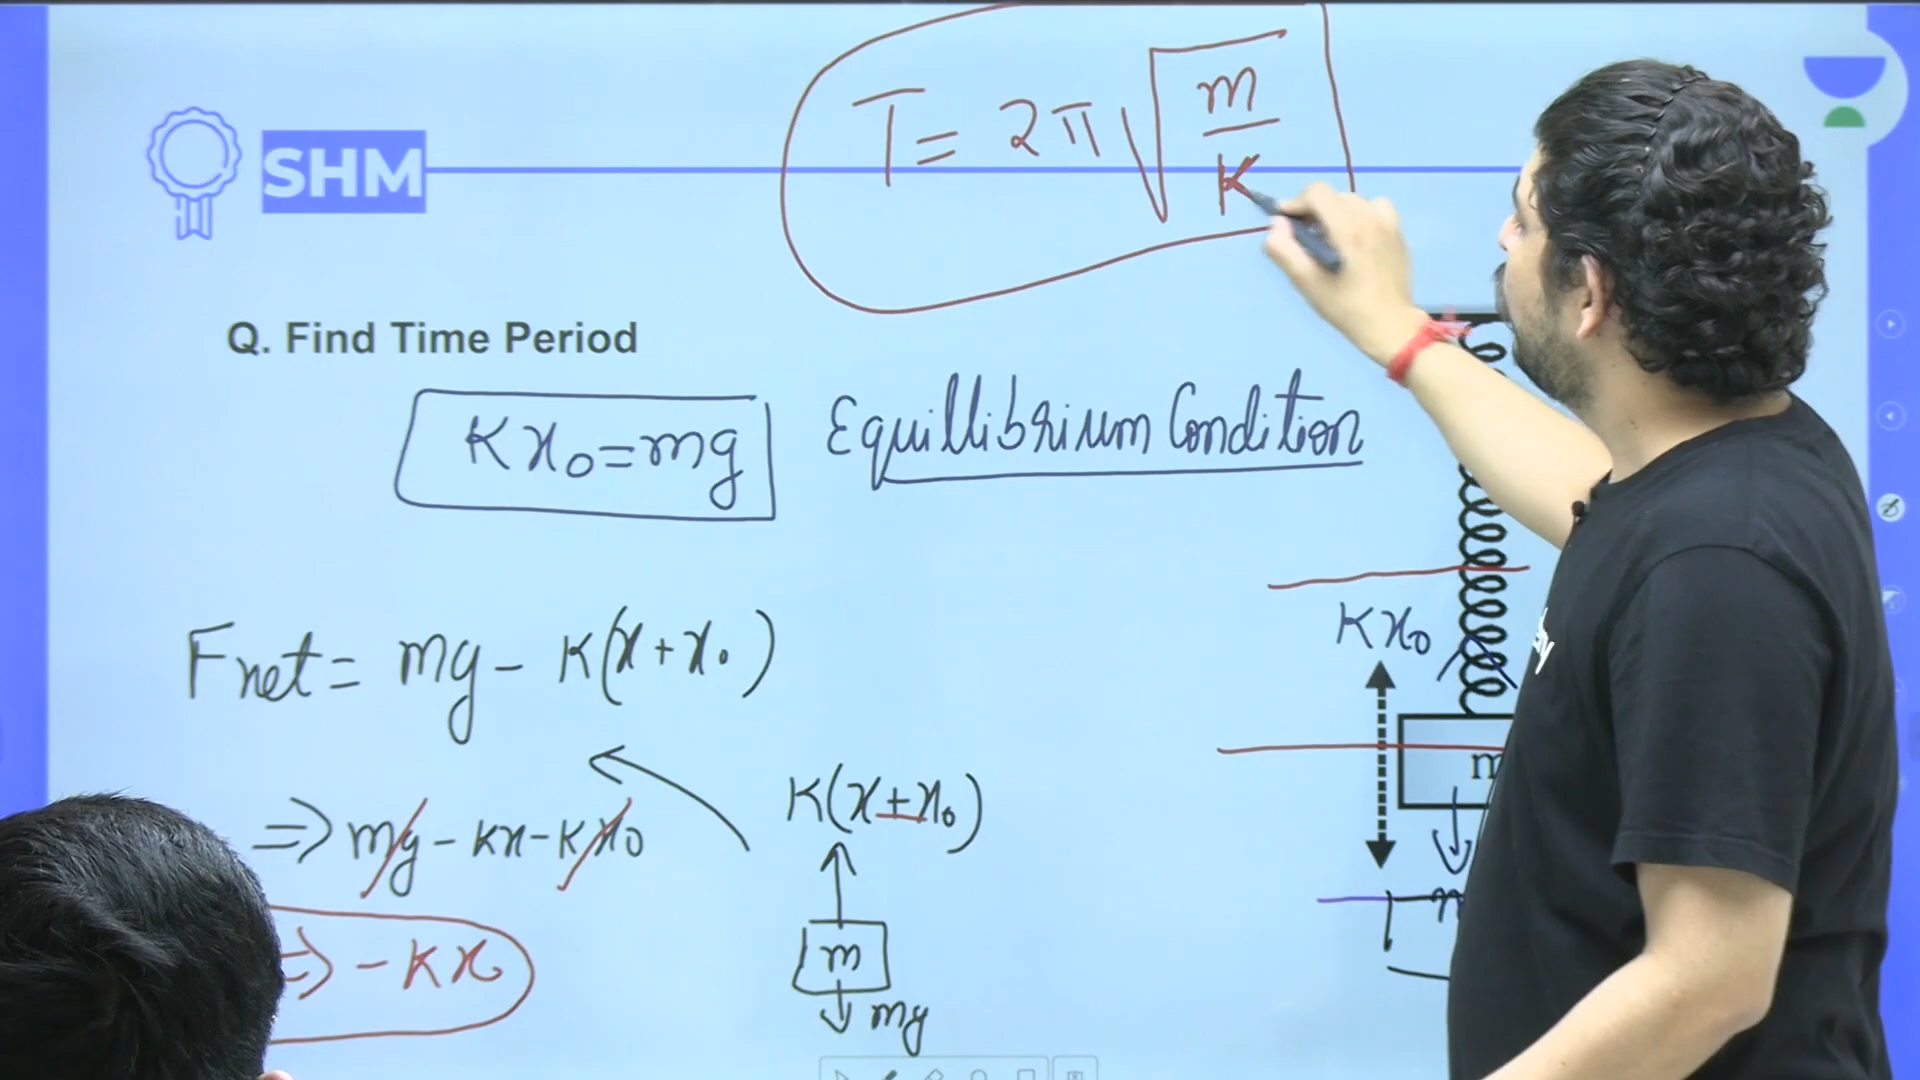 T = 2π√(m/K)
SHM
Q. Find Time Period
Kx₀ = mg Equillibrium Condition
Kx₀
Fnet = mg - K(x + x₀)
m
K(x + x₀)
⇒ mg - Kx - Kx₀
⇒ - Kx
m
mg